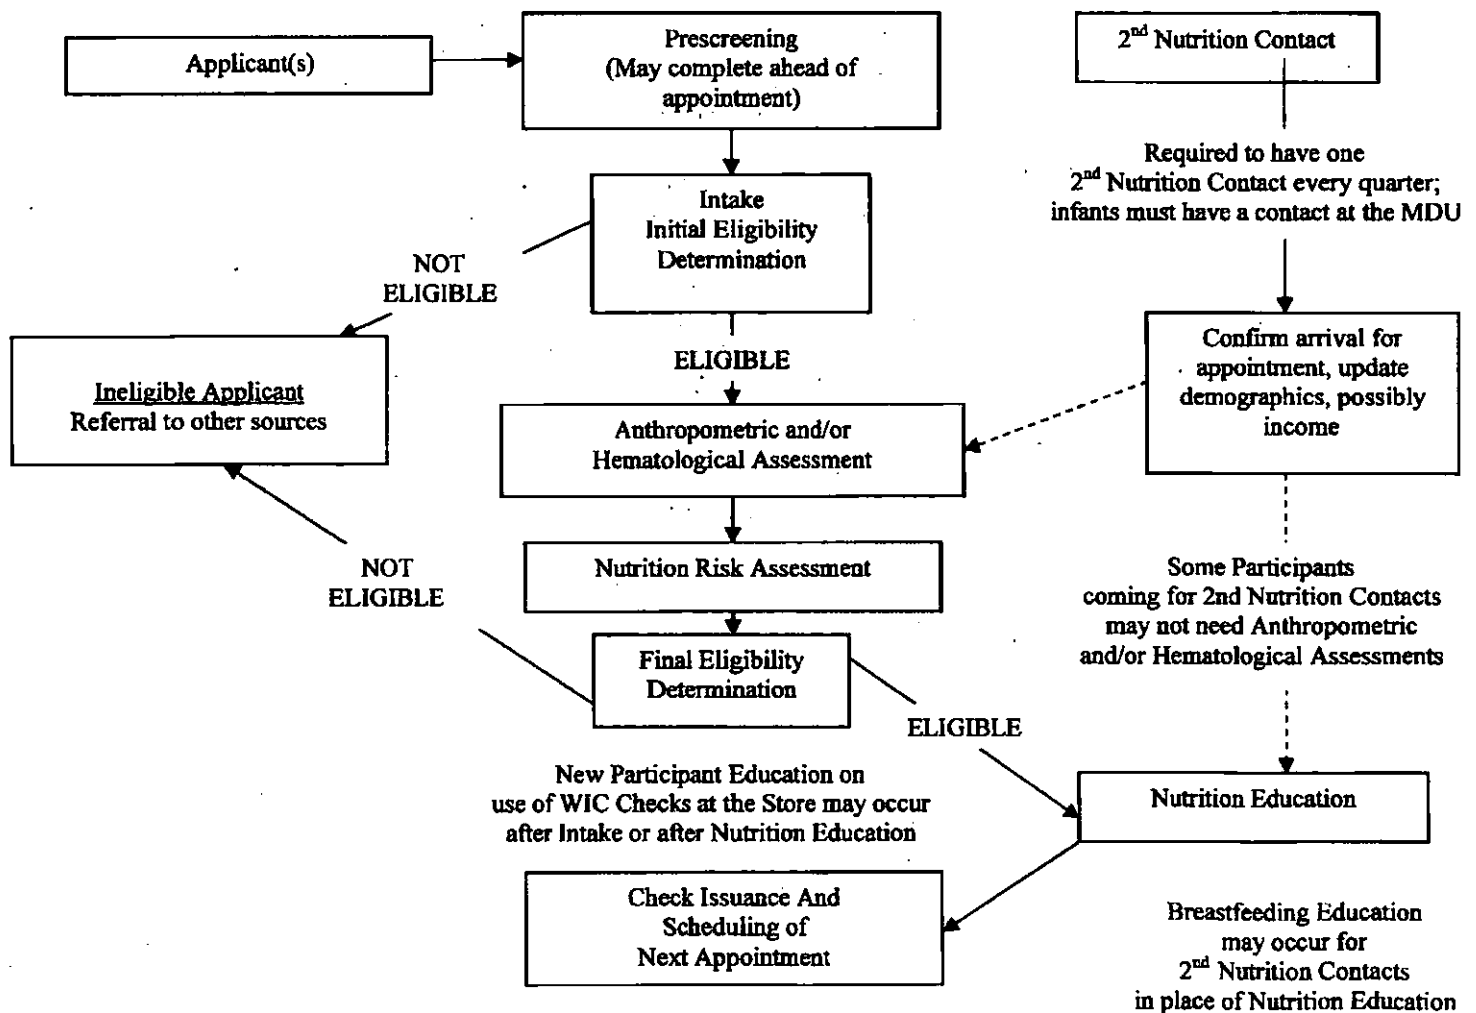 Applicant(s)
Prescreening
(May complete ahead of
appointment)
2nd Nutrition Contact
Required to have one
2nd Nutrition Contact every quarter;
infants must have a contact at the MDU
Intake
Initial Eligibility
Determination
NOT
ELIGIBLE
ELIGIBLE
Ineligible Applicant
Referral to other sources
Confirm arrival for
appointment, update
demographics, possibly
income
Anthropometric and/or
Hematological Assessment
Nutrition Risk Assessment
NOT
ELIGIBLE
Some Participants
coming for 2nd Nutrition Contacts
may not need Anthropometric
and/or Hematological Assessments
Final Eligibility
Determination
ELIGIBLE
New Participant Education on
use of WIC Checks at the Store may occur
after Intake or after Nutrition Education
Nutrition Education
Check Issuance And
Scheduling of
Next Appointment
Breastfeeding Education
may occur for
2nd Nutrition Contacts
in place of Nutrition Education